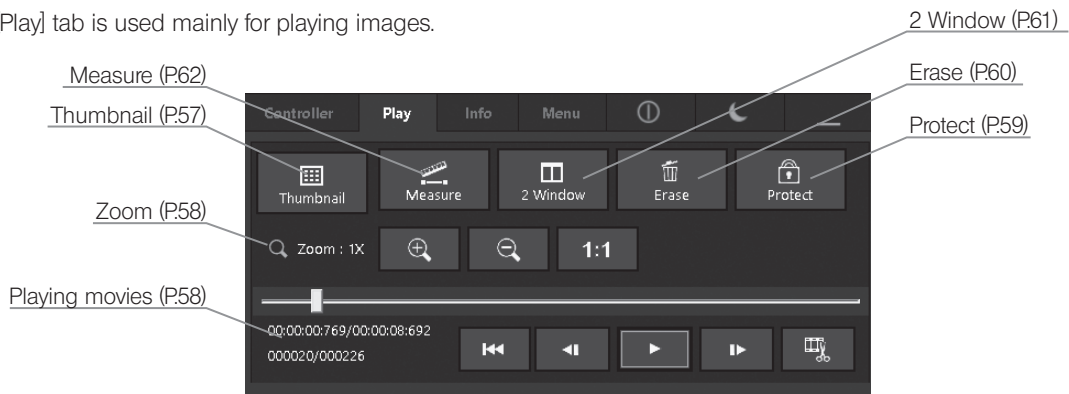 Play] tab is used mainly for playing images.
2 Window (P.61)
Measure (P.62)
Erase (P.60)
Thumbnail (P.57)
Protect (P.59)
Controller Play Info Menu
Thumbnail Measure 2 Window Erase Protect
Zoom (P.58)
Zoom : 1X 1:1
Playing movies (P.58)
00:00:00:769/00:00:08:692
000020/000226